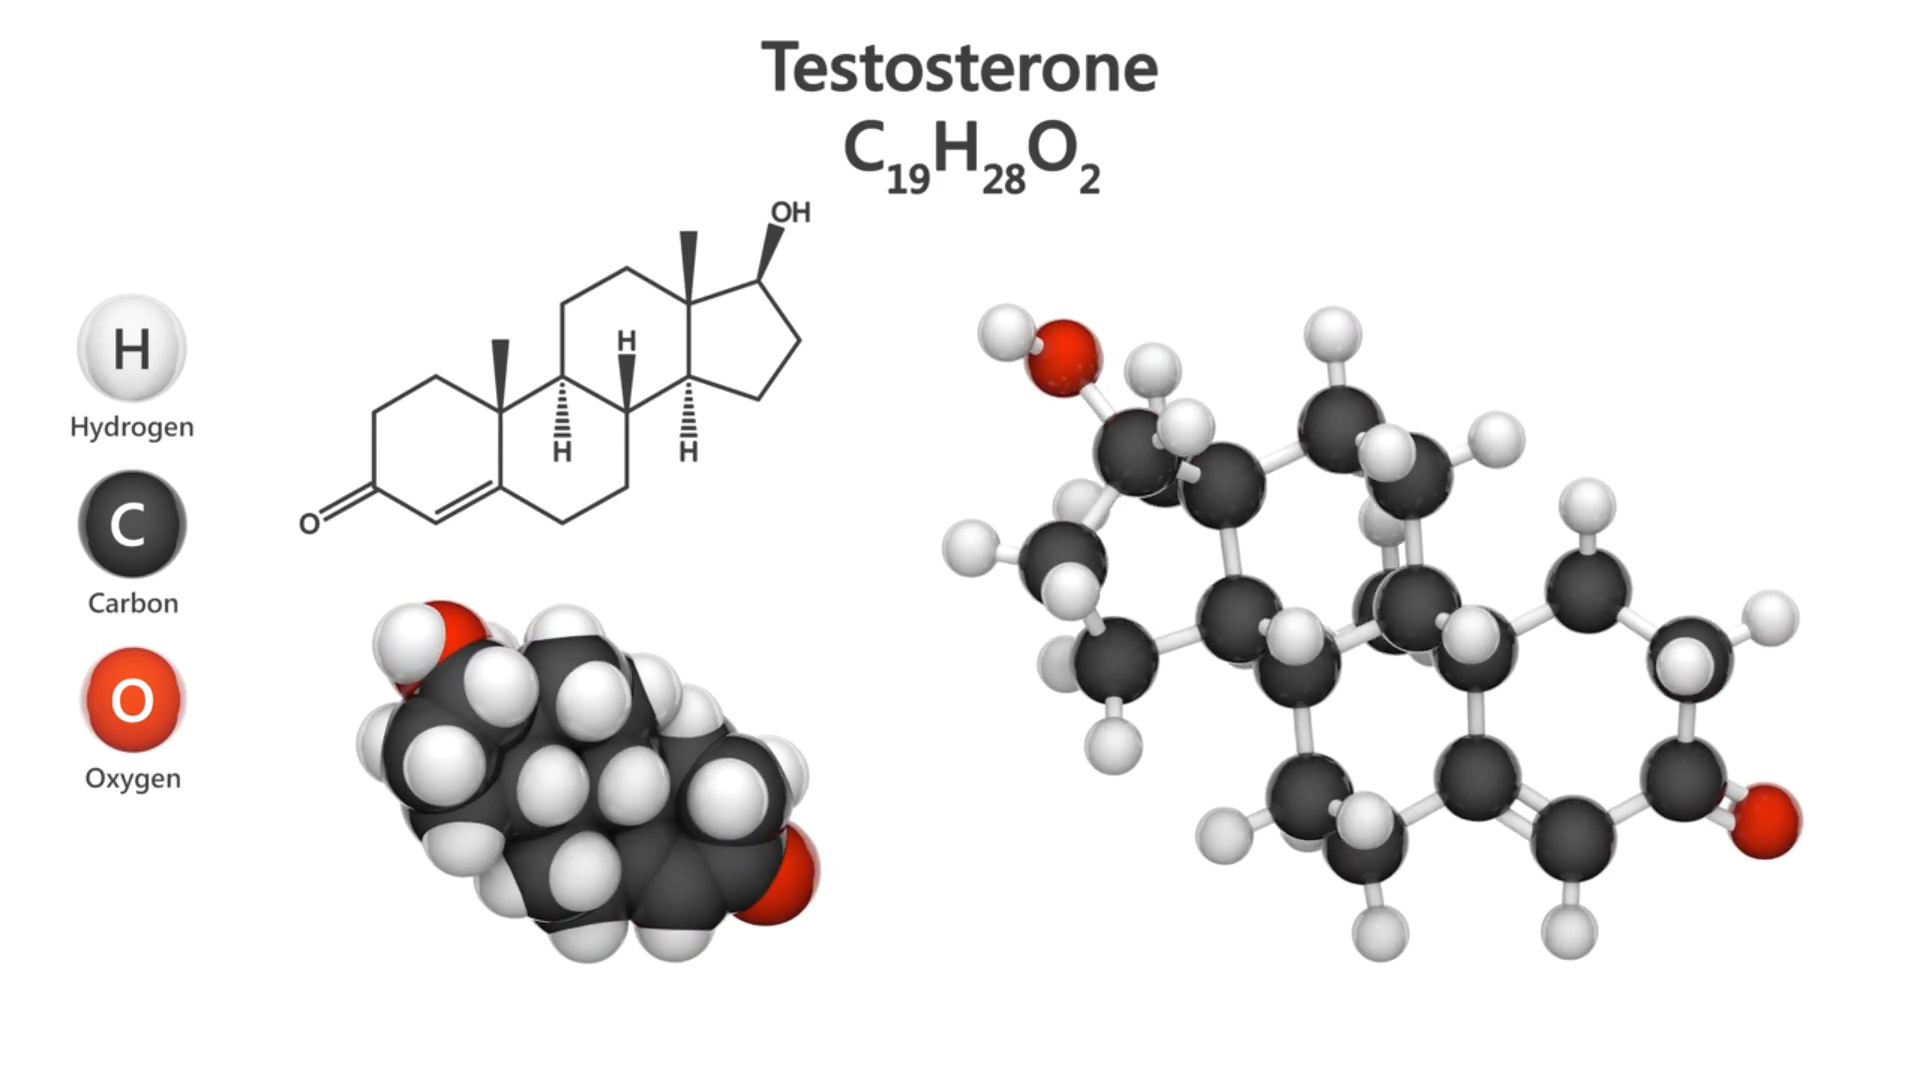 Testosterone
C₁₉H₂₈O₂
OH
H
H
H
H
O
H
Hydrogen
C
Carbon
O
Oxygen